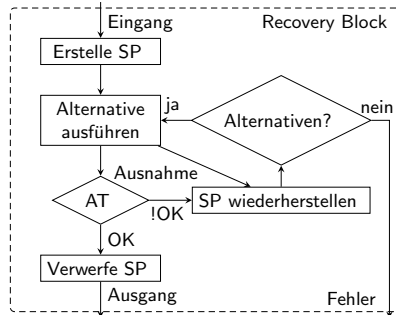 Eingang
Recovery Block
Erstelle SP
Alternative
ausführen
ja
Alternativen?
nein
Ausnahme
AT
!OK
SP wiederherstellen
OK
Verwerfe SP
Ausgang
Fehler